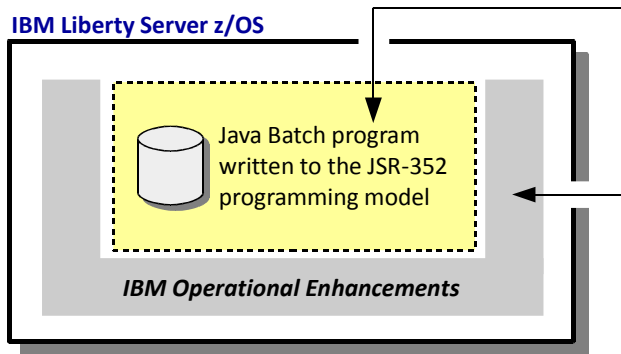 IBM Liberty Server z/OS
Java Batch program
written to the JSR-352
programming model
IBM Operational Enhancements